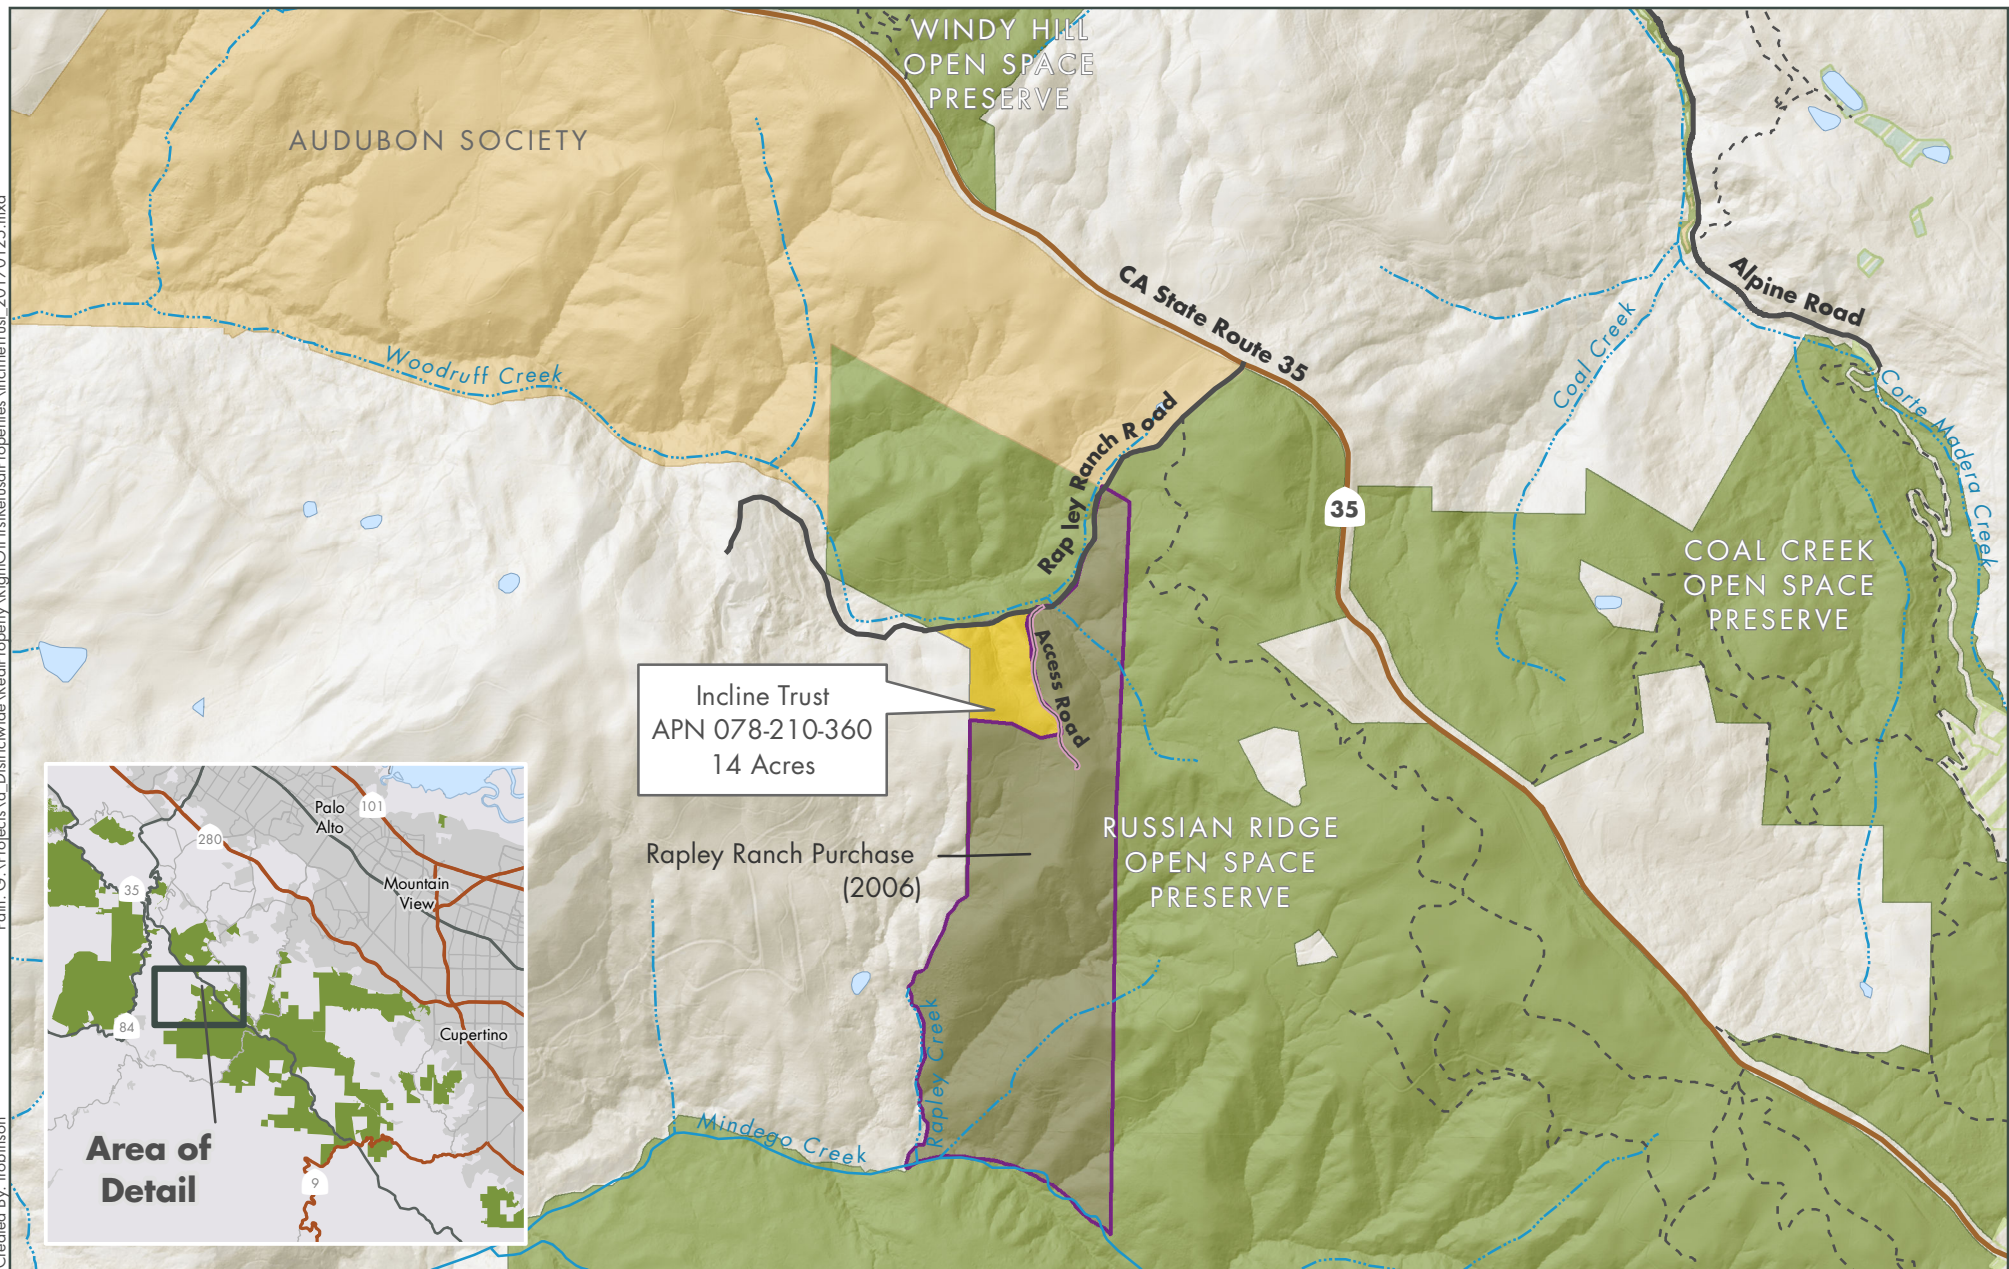 WINDY HILL
OPEN SPACE
PRESERVE
AUDUBON SOCIETY
CA State Route 35
Alpine Road
Coal Creek
Corte Madera Creek
Woodruff Creek
Rapley Ranch Road
35
COAL CREEK
OPEN SPACE
PRESERVE
Access Road
Incline Trust
APN 078-210-360
14 Acres
Rapley Ranch Purchase
(2006)
RUSSIAN RIDGE
OPEN SPACE
PRESERVE
Rapley Creek
Mindego Creek
Palo
Alto
101
280
Mountain
View
35
84
Cupertino
9
Area of
Detail